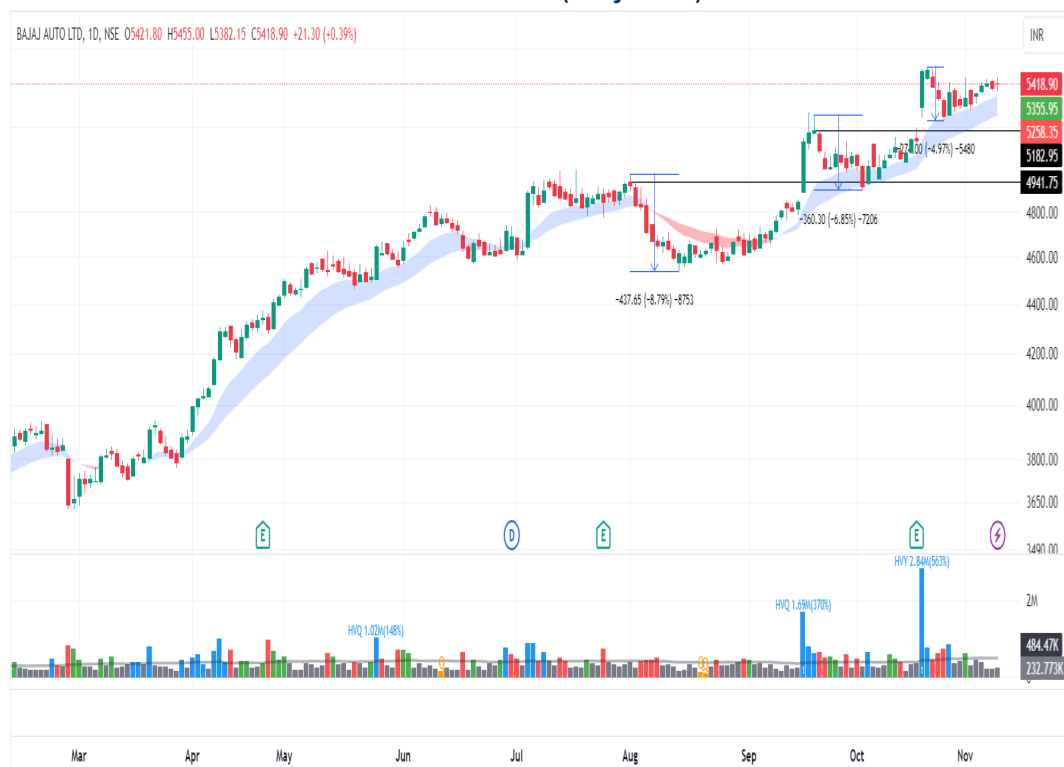 BAJAJ AUTO LTD, 1D, NSE O5421.80 H5455.00 L5382.15 C5418.90 +21.30 (+0.39%)
INR
5418.90
5355.95
5258.35
5182.95
4941.75
4800.00
4600.00
4400.00
4200.00
4000.00
3800.00
3650.00
3490.00
(−4.97%) −5480
−360.30 (−6.85%) −7206
−437.65 (−8.79%) −8753
E
D
E
E
HVQ 1.02M(148%)
HVQ 1.69M(370%)
HVY 2.84M(563%)
2M
484.47K
232.773K
Mar Apr May Jun Jul Aug Sep Oct Nov